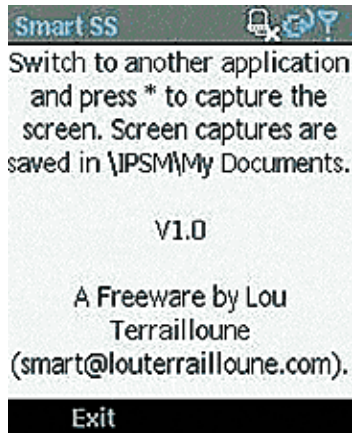 Smart SS
Switch to another application
and press * to capture the
screen. Screen captures are
saved in \IPSM\My Documents.
V1.0
A Freeware by Lou
Terrailloune
(smart@louterrailloune.com).
Exit